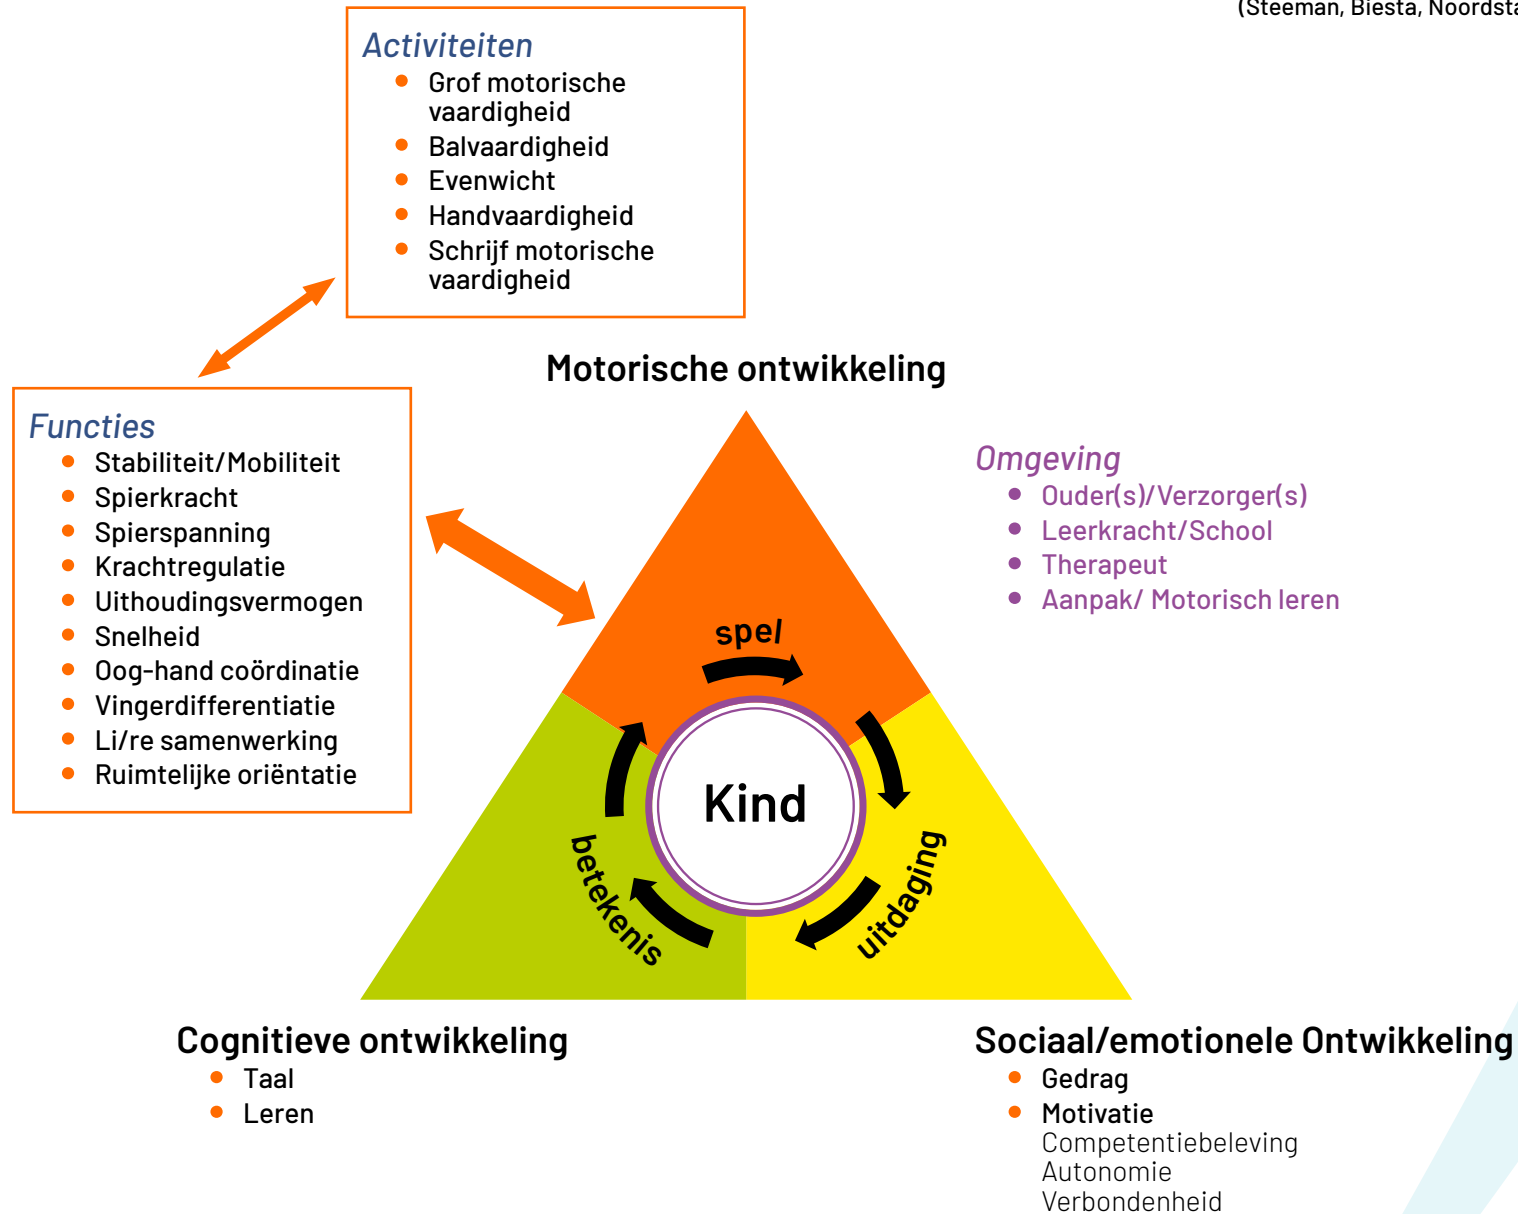 (Steeman, Biesta, Noordsta
Activiteiten
Grof motorische
vaardigheid
Balvaardigheid
Evenwicht
Handvaardigheid
Schrijf motorische
vaardigheid
Motorische ontwikkeling
Functies
Stabiliteit/Mobiliteit
Spierkracht
Spierspanning
Krachtregulatie
Uithoudingsvermogen
Snelheid
Oog-hand coördinatie
Vingerdifferentiatie
Li/re samenwerking
Ruimtelijke oriëntatie
Omgeving
Ouder(s)/Verzorger(s)
Leerkracht/School
Therapeut
Aanpak/ Motorisch leren
spel
Kind
betekenis
uitdaging
Cognitieve ontwikkeling
Taal
Leren
Sociaal/emotionele Ontwikkeling
Gedrag
Motivatie
Competentiebeleving
Autonomie
Verbondenheid